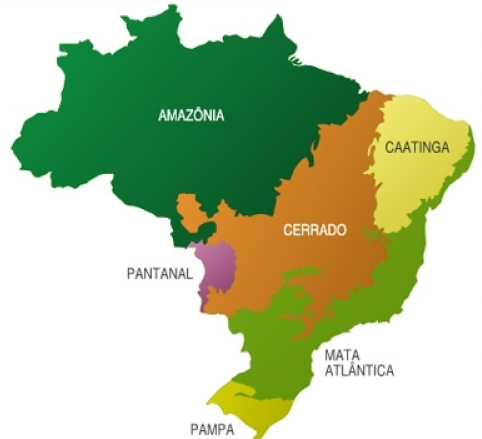 AMAZÔNIA
CAATINGA
CERRADO
PANTANAL
MATA
ATLÂNTICA
PAMPA